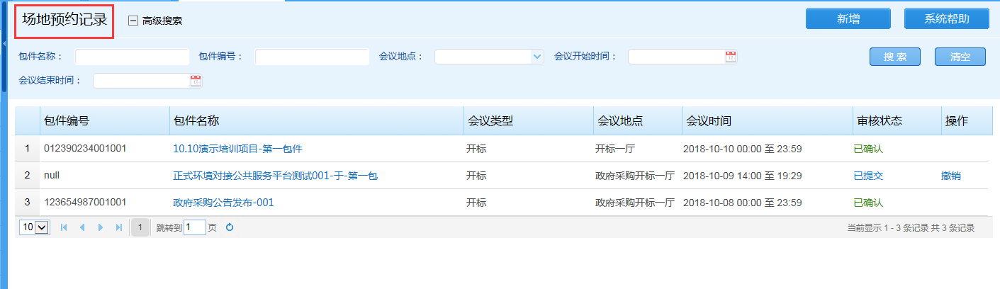 场地预约记录 高级搜索 新增 系统帮助
包件名称： 包件编号： 会议地点： 会议开始时间： 搜索 清空
会议结束时间：
包件编号 包件名称 会议类型 会议地点 会议时间 审核状态 操作
1 012390234001001 10.10演示培训项目-第一包件 开标 开标一厅 2018-10-10 00:00 至 23:59 已确认
2 null 正式环境对接公共服务平台测试001-于-第一包 开标 政府采购开标一厅 2018-10-09 14:00 至 19:29 已提交 撤销
3 123654987001001 政府采购公告发布-001 开标 政府采购开标一厅 2018-10-08 00:00 至 23:59 已确认
10 1 跳转到 1 页 当前显示 1 - 3 条记录 共 3 条记录